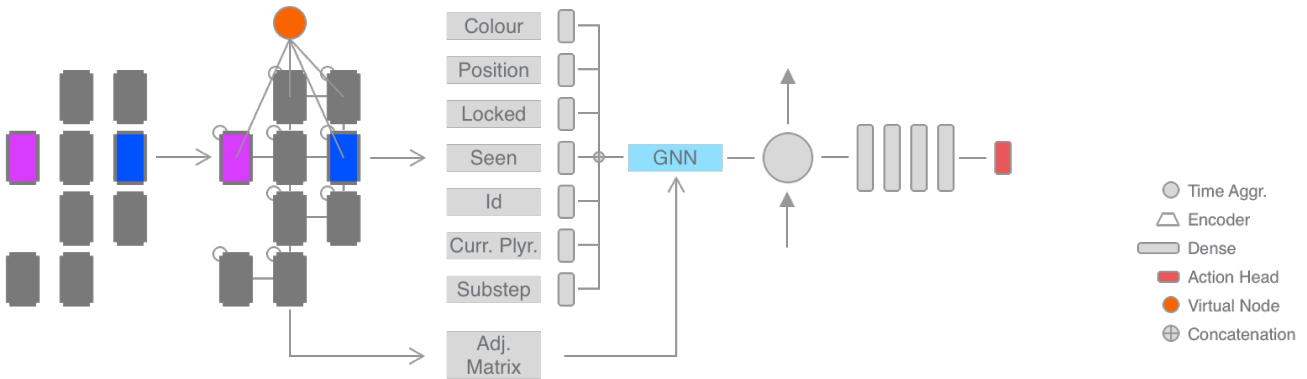 Colour
Position
Locked
Seen
Id
Curr. Plyr.
Substep
Adj.
Matrix
GNN
Time Aggr.
Encoder
Dense
Action Head
Virtual Node
Concatenation